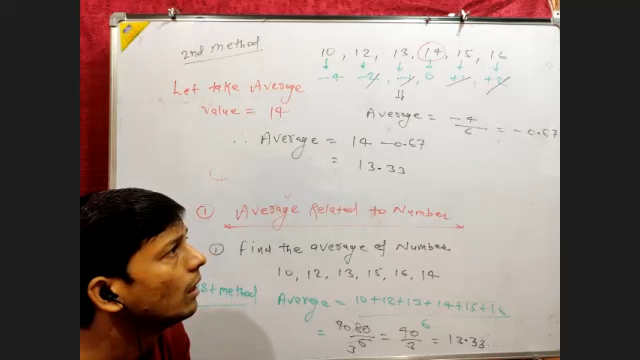 2nd method
10, 12, 13, 14, 15, 16
-4 -2, -1, 0 +1, +2
Let take Average
value = 14
Average = -4/6 = -0.67
∴ Average = 14 - 0.67
= 13.33
① Average Related to Number
① Find the average of Number
10, 12, 13, 15, 16, 14
st method
Average = 10+12+13+14+15+16
6
= 80/6 = 40/3 = 13.33